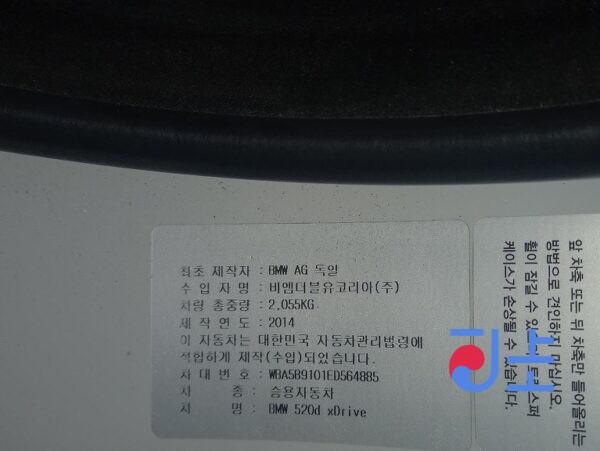 최초 제작자 : BMW AG 독일
수 입 자 명 : 비엠더블유코리아(주)
차량 총중량 : 2,055KG
제 작 연 도 : 2014
이 자동차는 대한민국 자동차관리법령에
적합하게 제작(수입)되었습니다.
차 대 번 호 : WBA5B9101ED564885
차 종 : 승용자동차
차 명 : BMW 520d xDrive
앞 차축 또는 뒤 차축만 들어올리는
방법으로 견인하지 마십시오.
휠이 잠길 수 있
케이스가 손상될 수 있습니다.